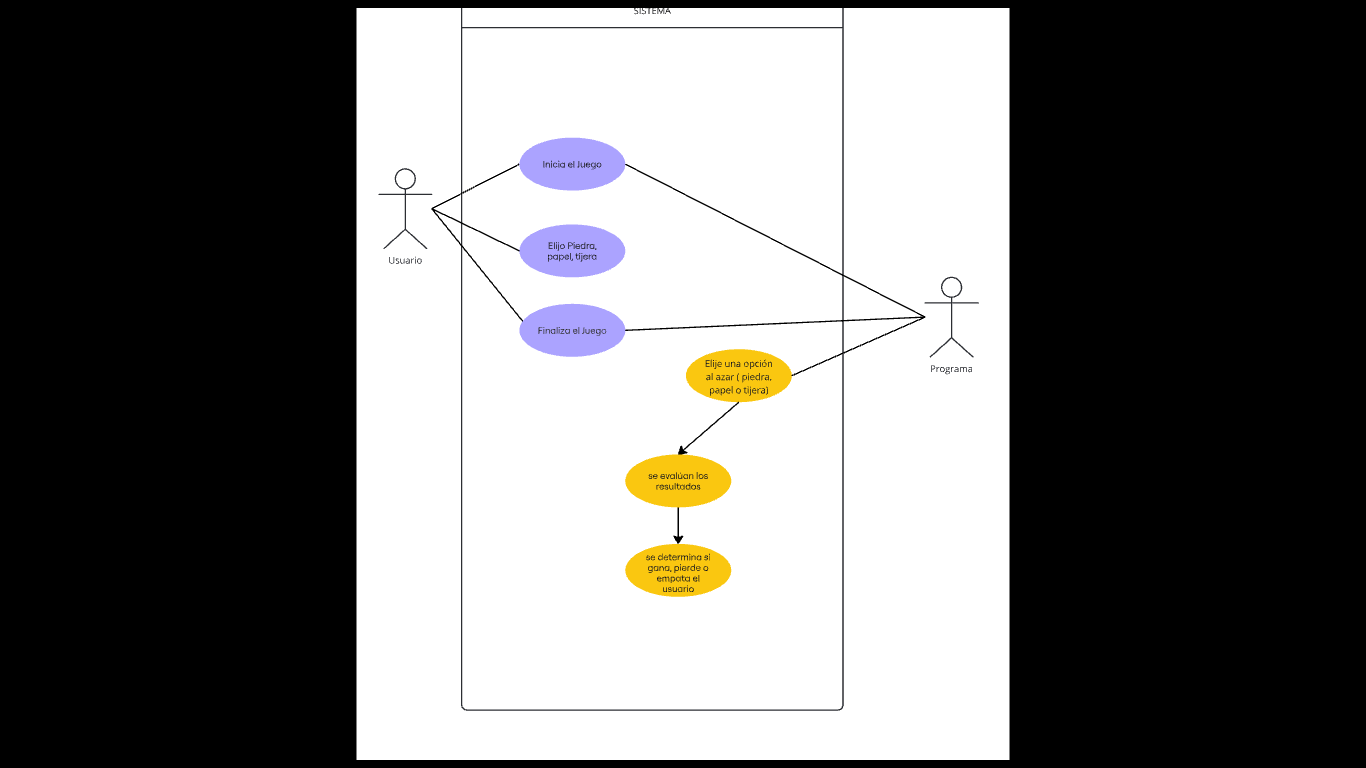 SISTEMA
Inicia el Juego
Elijo Piedra,
papel, tijera
Usuario
Finaliza el Juego
Elije una opción
al azar ( piedra,
papel o tijera)
Programa
se evalúan los
resultados
se determina si
gana, pierde o
empata el
usuario